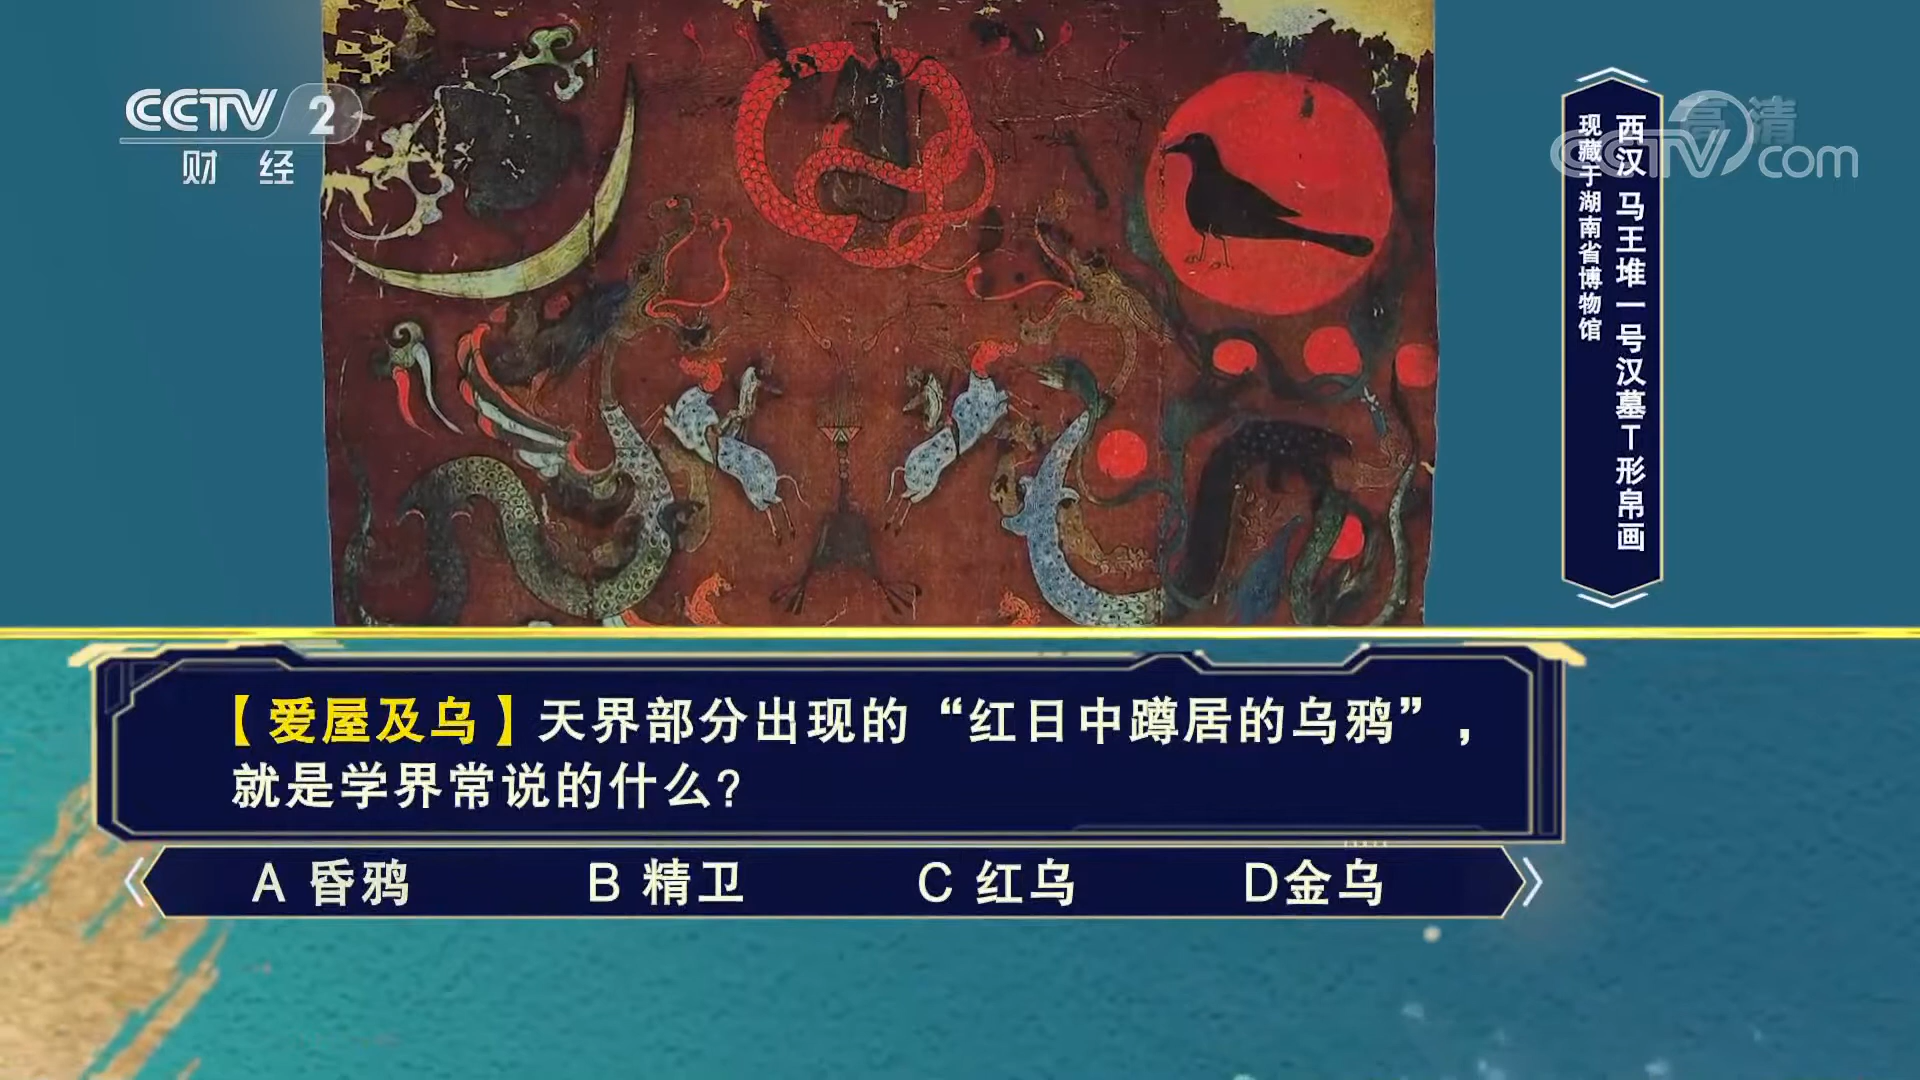 CCTV 2
财 经
高清
CCTV com
西汉 马王堆一号汉墓T形帛画
现藏于湖南省博物馆
【爱屋及乌】天界部分出现的“红日中蹲居的乌鸦”，
就是学界常说的什么？
A 昏鸦 B 精卫 C 红乌 D金乌